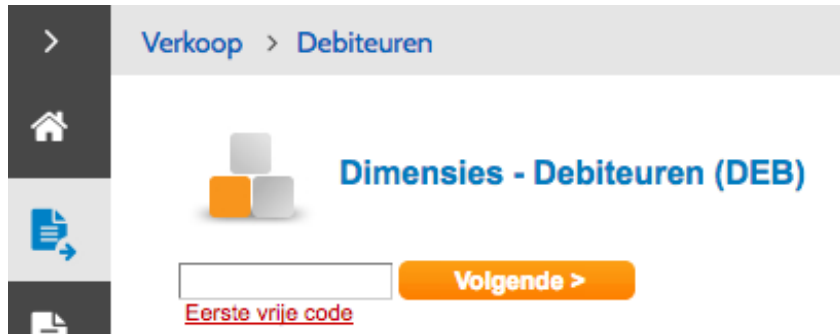 Verkoop > Debiteuren
Dimensies - Debiteuren (DEB)
Volgende >
Eerste vrije code